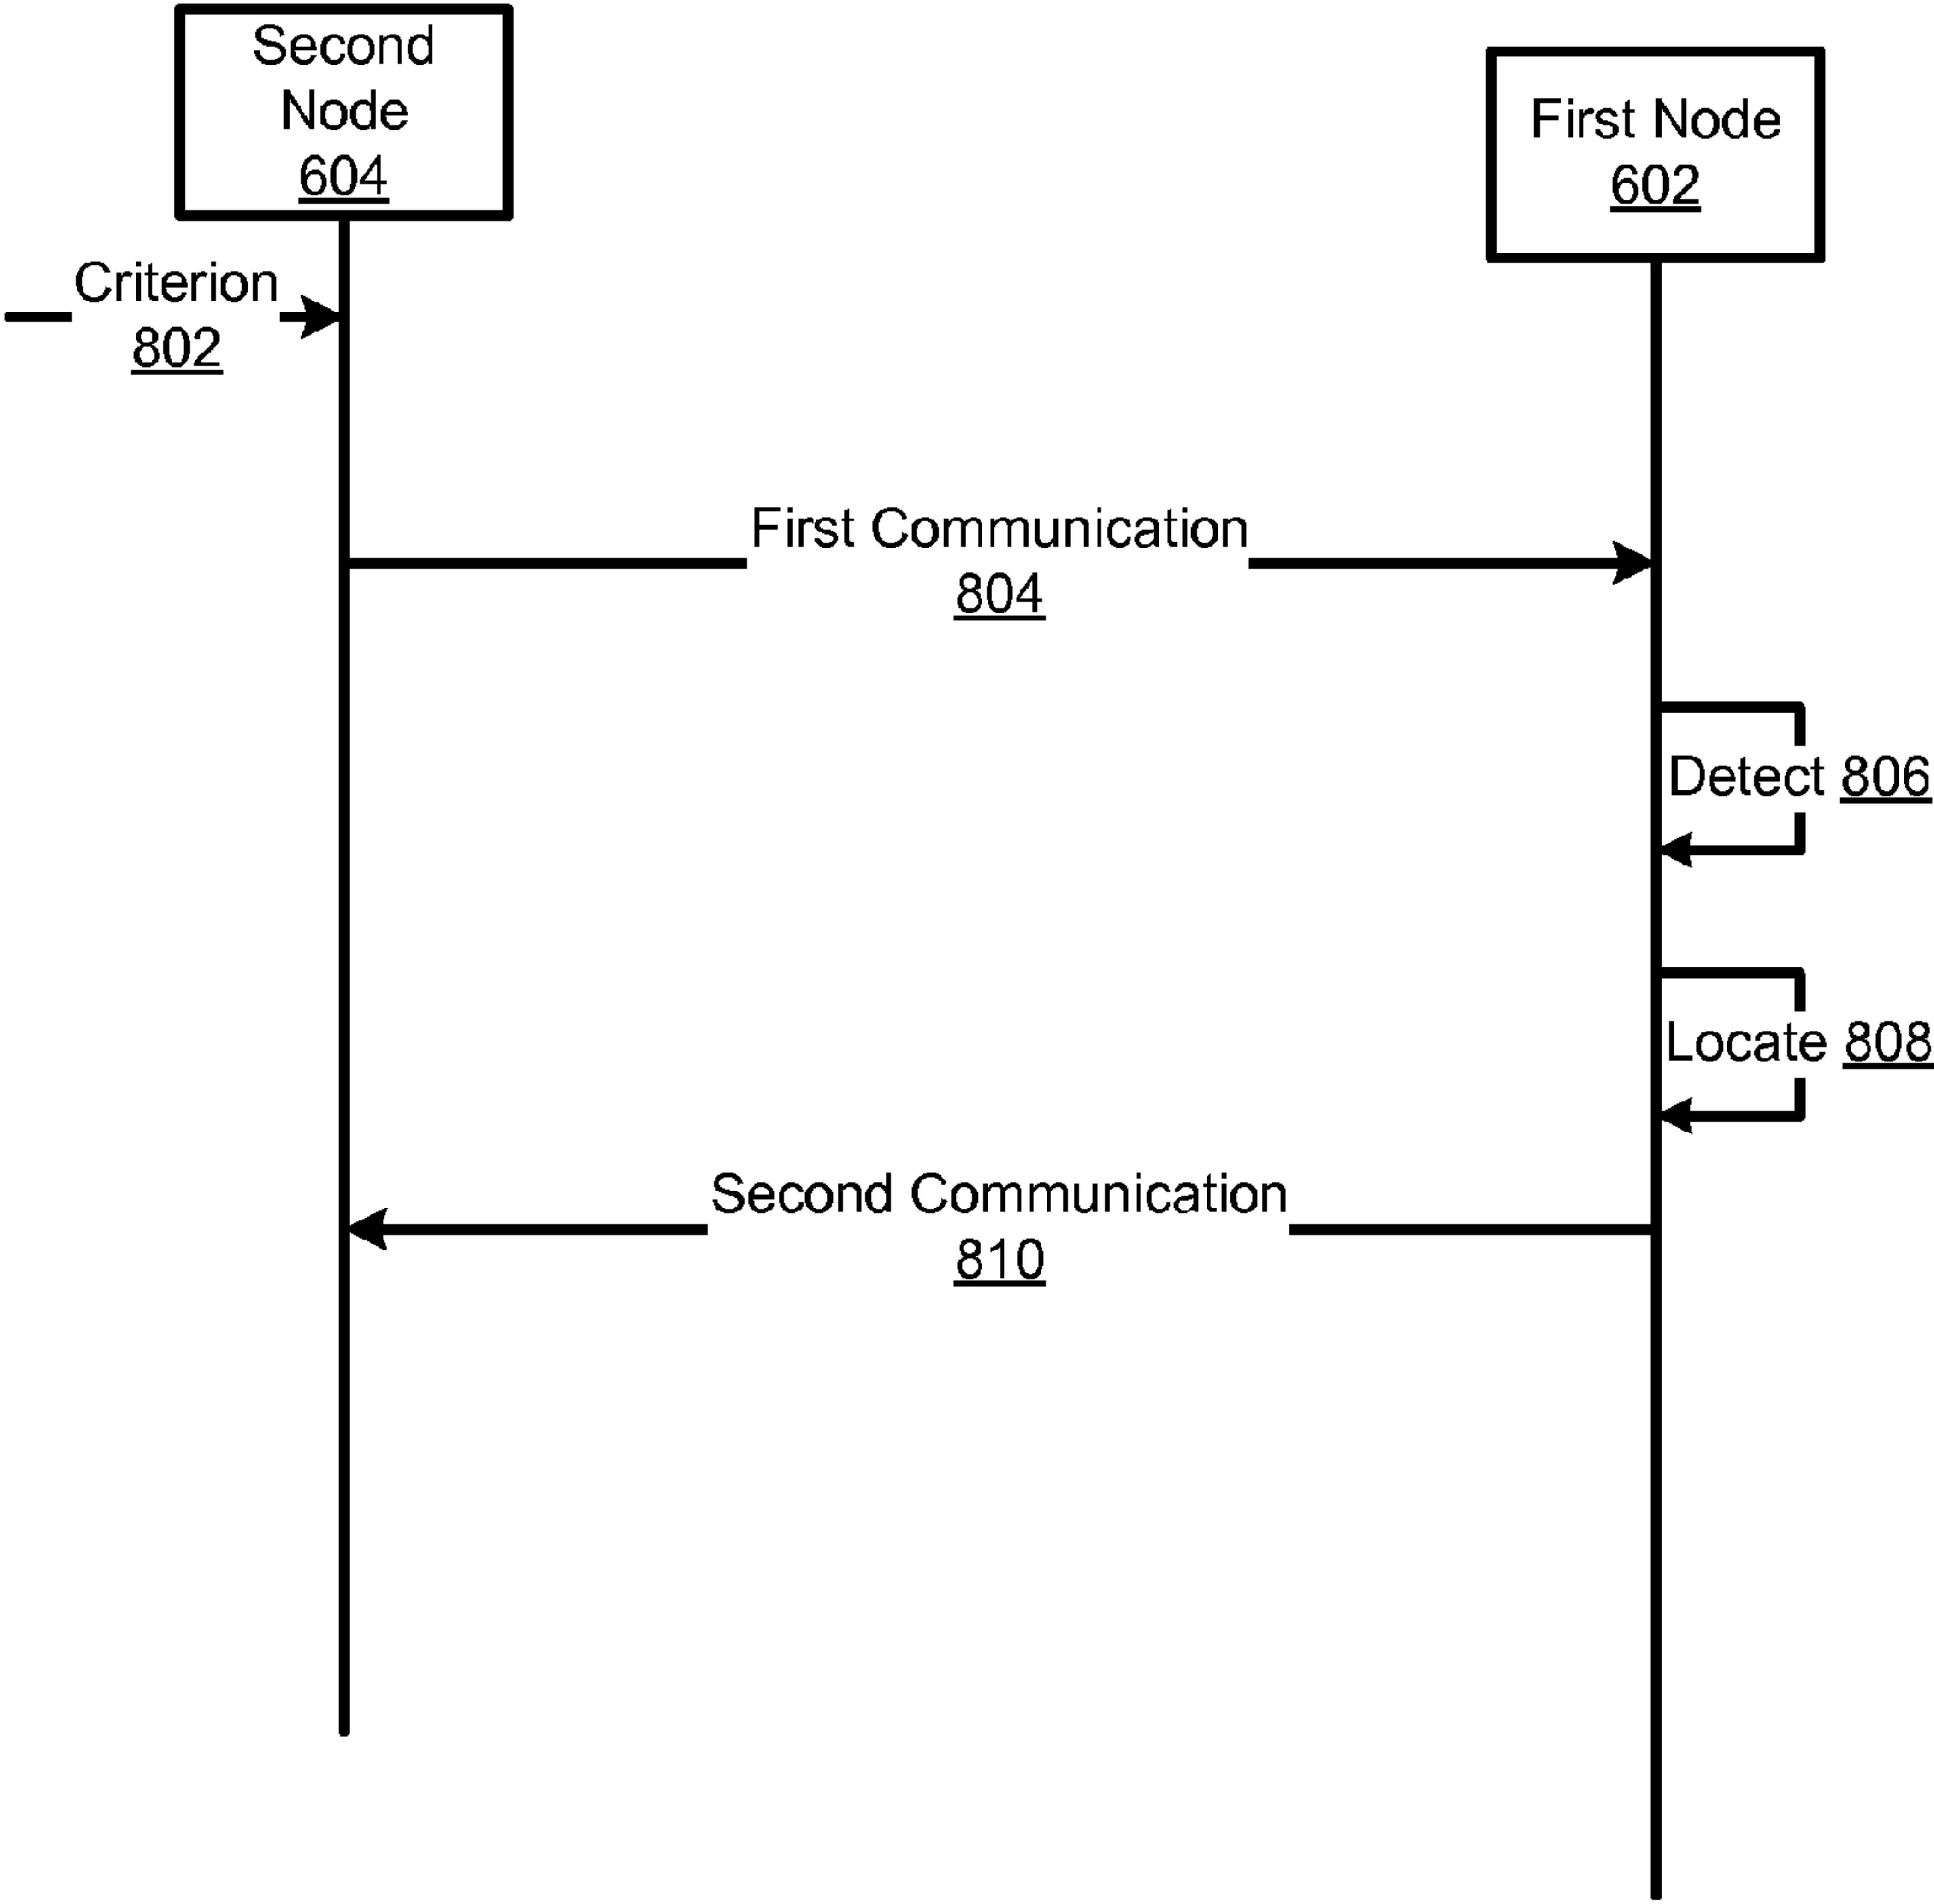 Second
Node
604
First Node
602
Criterion
802
First Communication
804
Detect 806
Locate 808
Second Communication
810